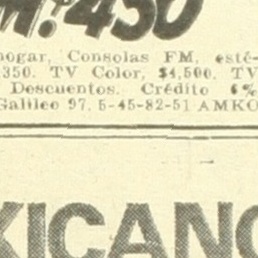 450
hogar, Consolas FM, esté-
350. TV Color, $4,500. TV
Descuentos. Crédito 6%
Galileo 97. 5-45-82-51 AMKO
XICANO